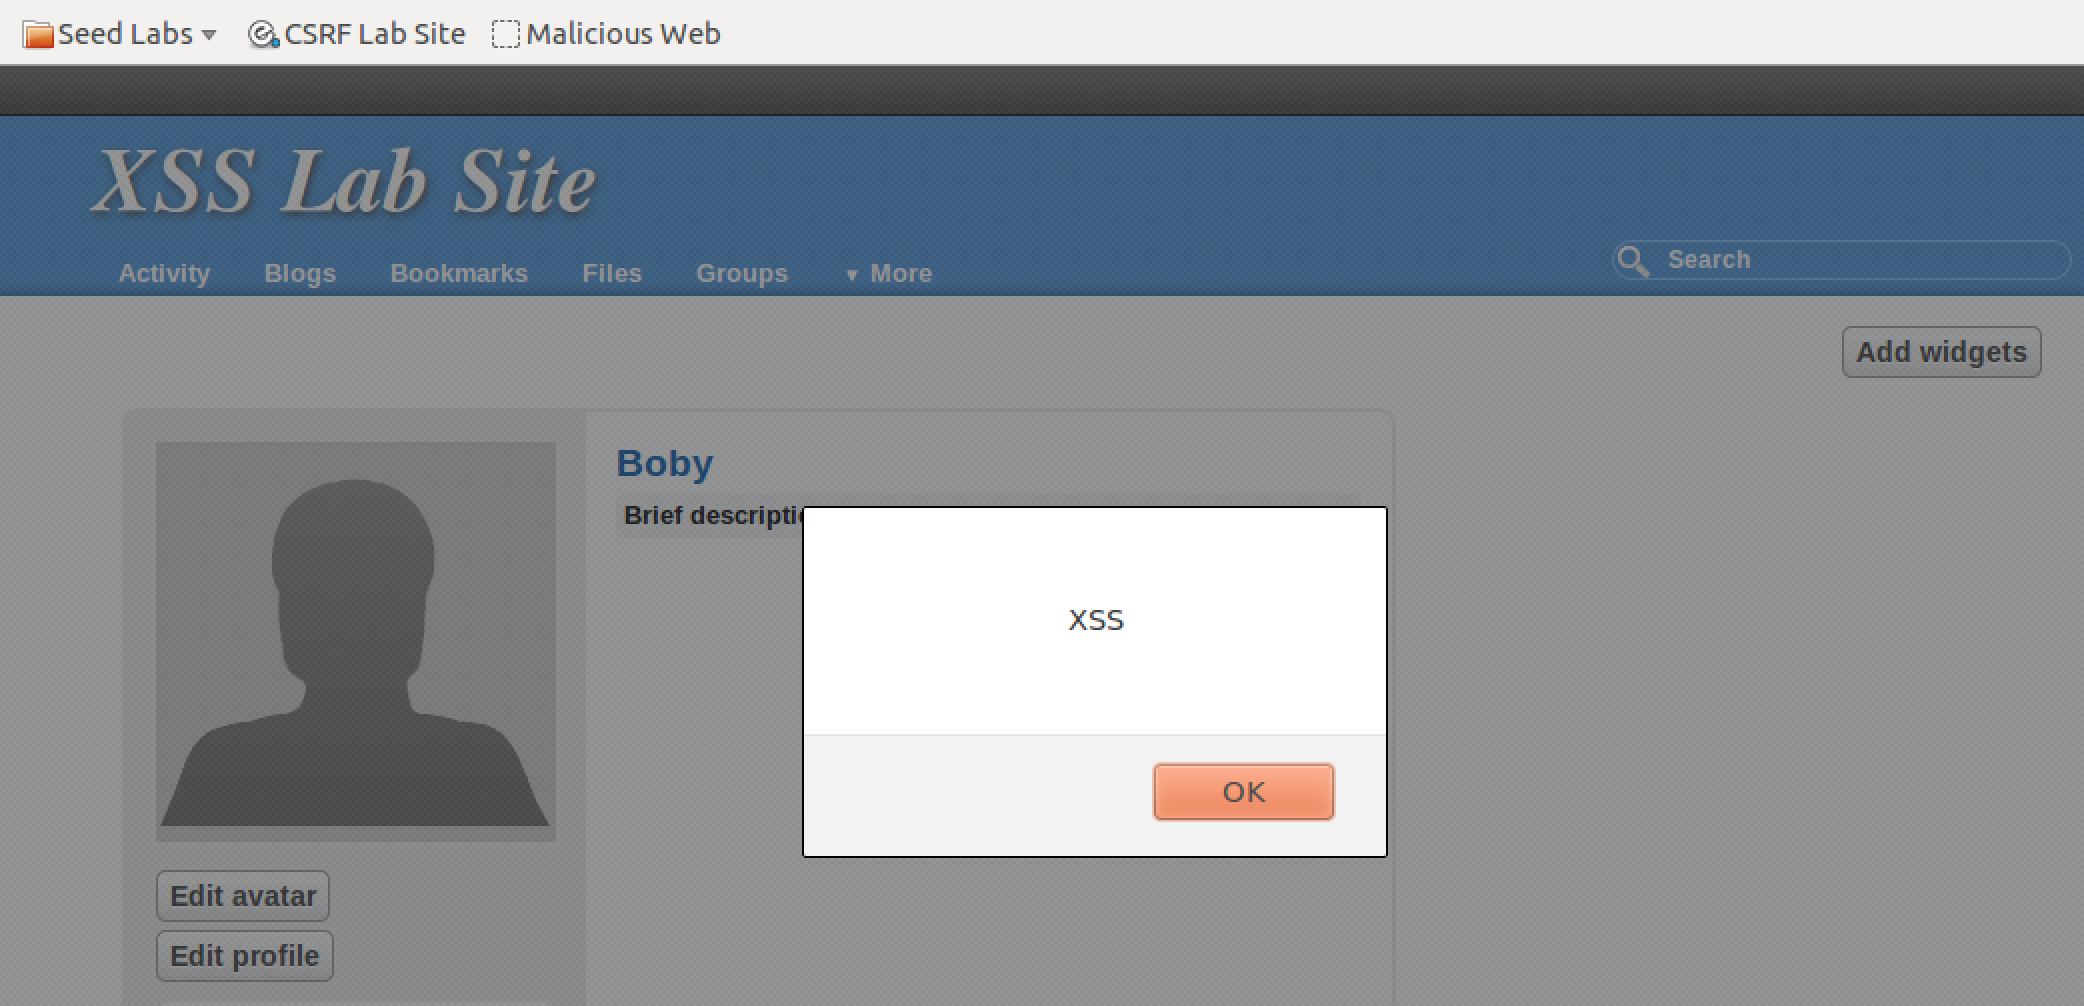 Seed Labs CSRF Lab Site Malicious Web
XSS Lab Site
Activity Blogs Bookmarks Files Groups ▼ More Search
Add widgets
Boby
Brief descripti
XSS
OK
Edit avatar
Edit profile